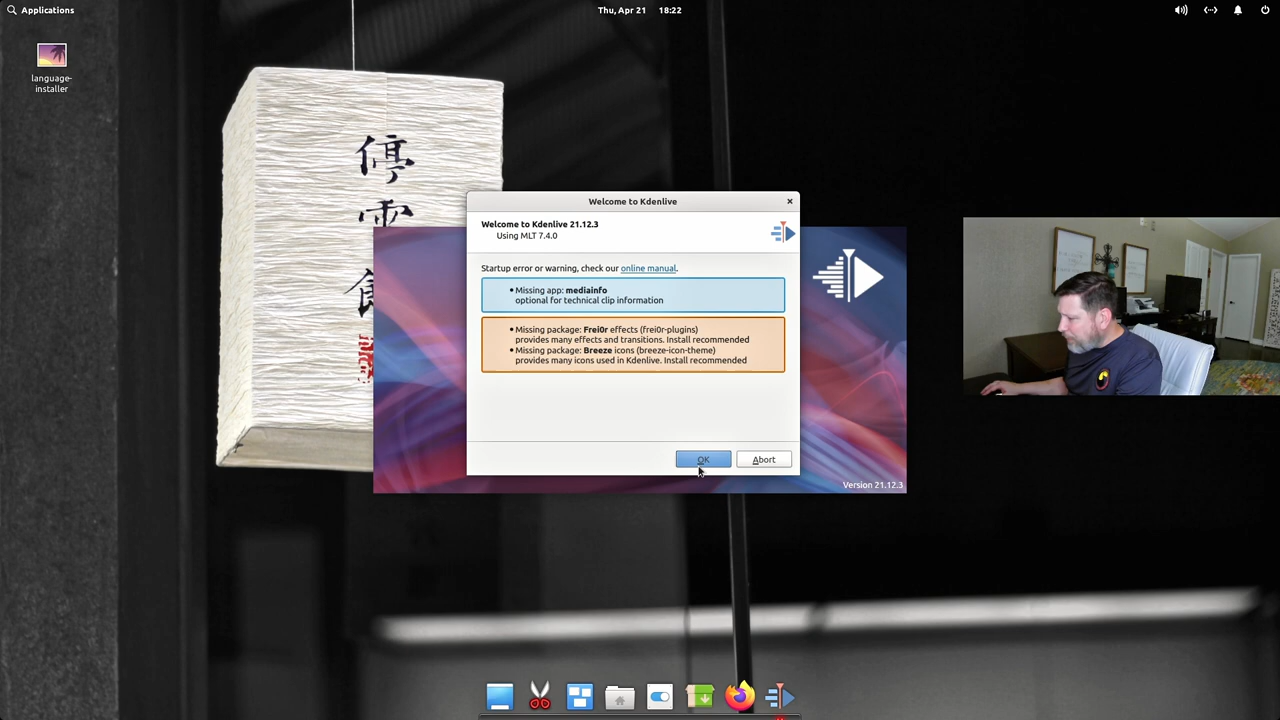 Applications
Thu, Apr 21 18:22
language-
installer
停
雲
館
Welcome to Kdenlive
Welcome to Kdenlive 21.12.3
Using MLT 7.4.0
Startup error or warning, check our online manual.
• Missing app: mediainfo
optional for technical clip information
• Missing package: Frei0r effects (frei0r-plugins)
provides many effects and transitions. Install recommended
• Missing package: Breeze icons (breeze-icon-theme)
provides many icons used in Kdenlive. Install recommended
OK
Abort
Version 21.12.3